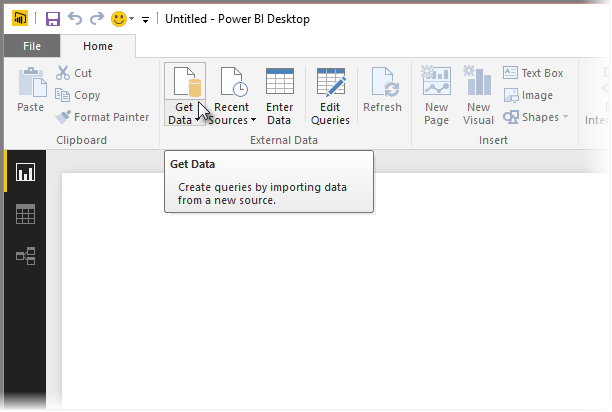 Untitled - Power BI Desktop
File
Home
Paste
Cut
Copy
Format Painter
Clipboard
Get
Data
Recent
Sources
Enter
Data
Edit
Queries
External Data
Refresh
New
Page
New
Visual
Text Box
Image
Shapes
Insert
Get Data
Create queries by importing data
from a new source.